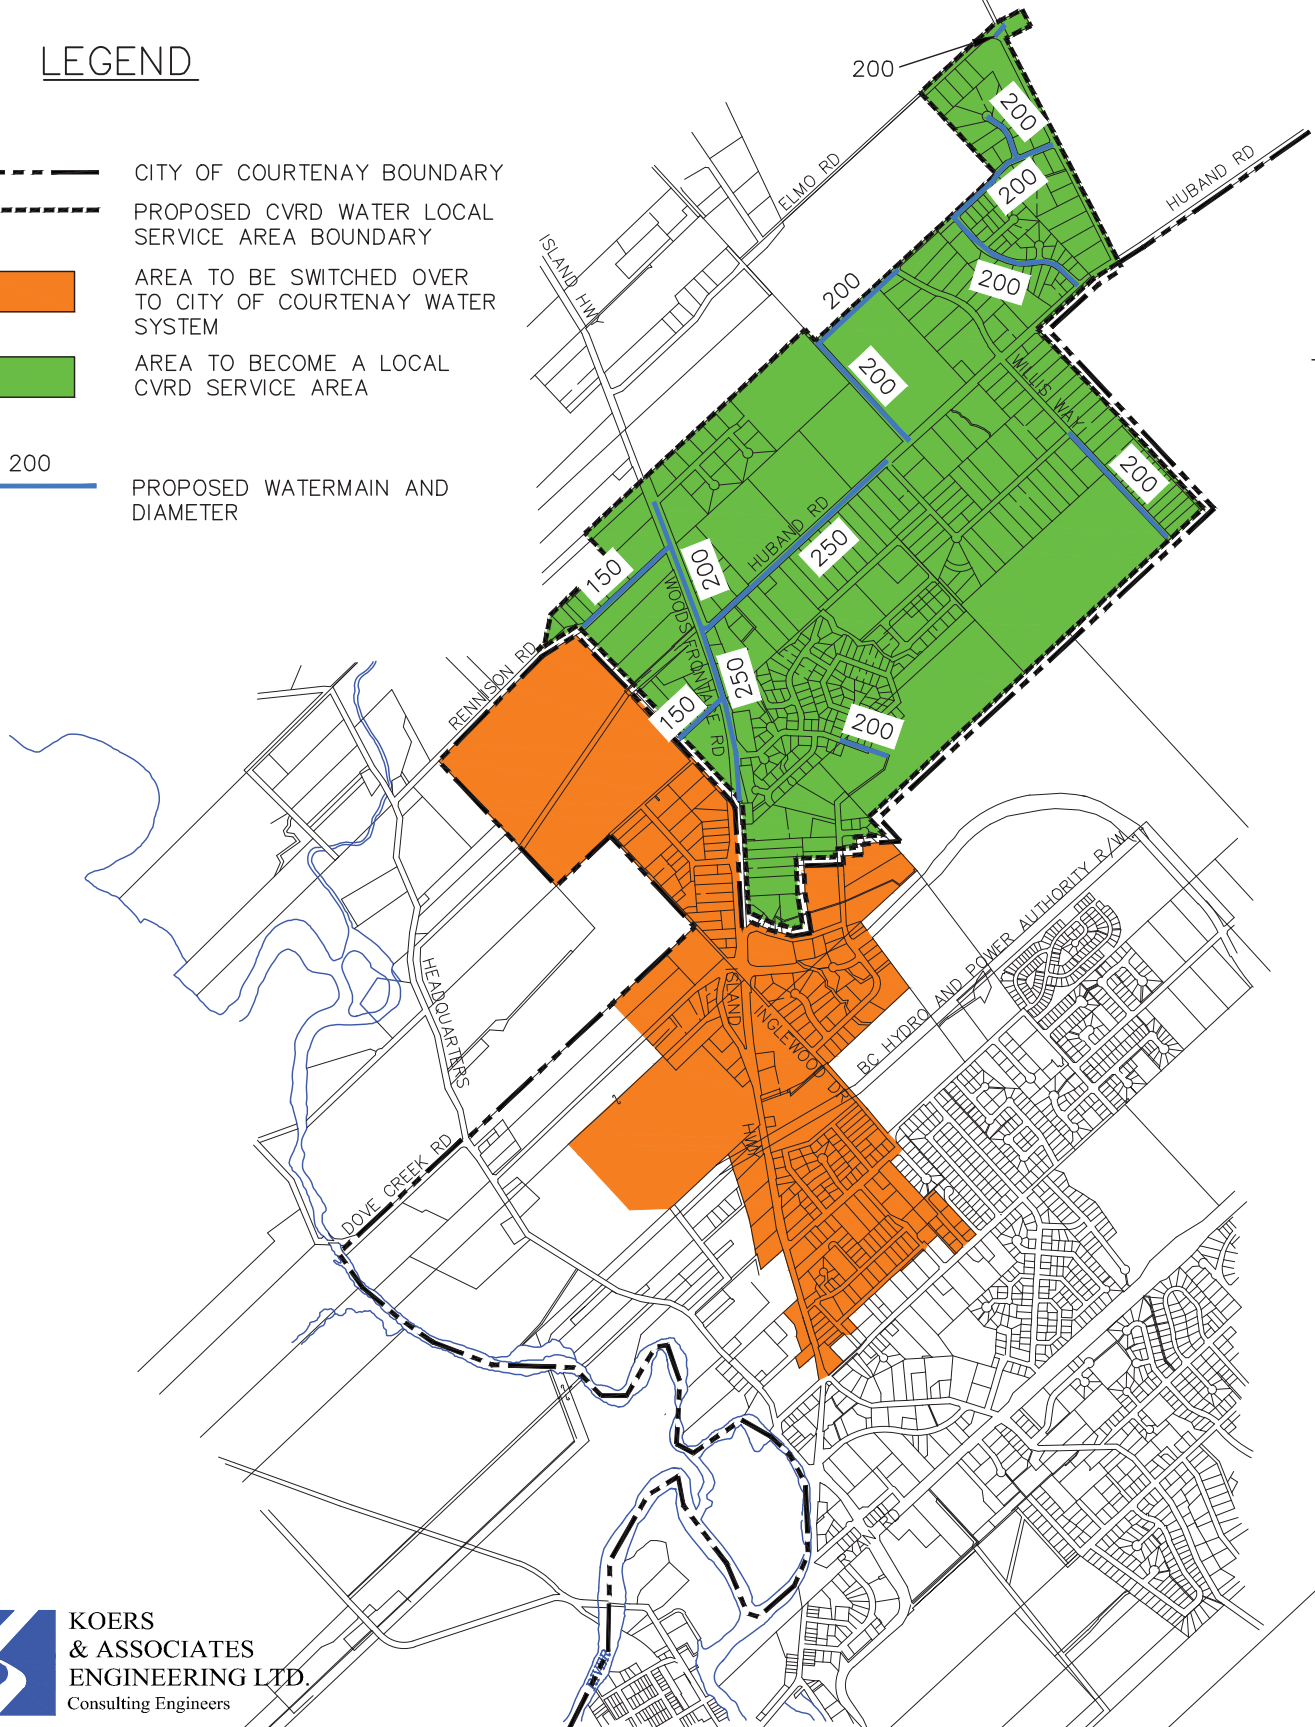 LEGEND
CITY OF COURTENAY BOUNDARY
PROPOSED CVRD WATER LOCAL
SERVICE AREA BOUNDARY
AREA TO BE SWITCHED OVER
TO CITY OF COURTENAY WATER
SYSTEM
AREA TO BECOME A LOCAL
CVRD SERVICE AREA
200
PROPOSED WATERMAIN AND
DIAMETER
200
200
200
HUBAND RD
ELMO RD
ISLAND HWY
200
200
200
WILLIS WAY
200
HUBAND RD
250
200
150
WOODS FRONTAGE RD
250
150
200
RENNISON RD
HEADQUARTERS
ISLAND
INGLEWOOD DR
BC HYDRO AND POWER AUTHORITY R/W
HWY
DOVE CREEK RD
RYAN RD
RIVER
KOERS
& ASSOCIATES
ENGINEERING LTD.
Consulting Engineers